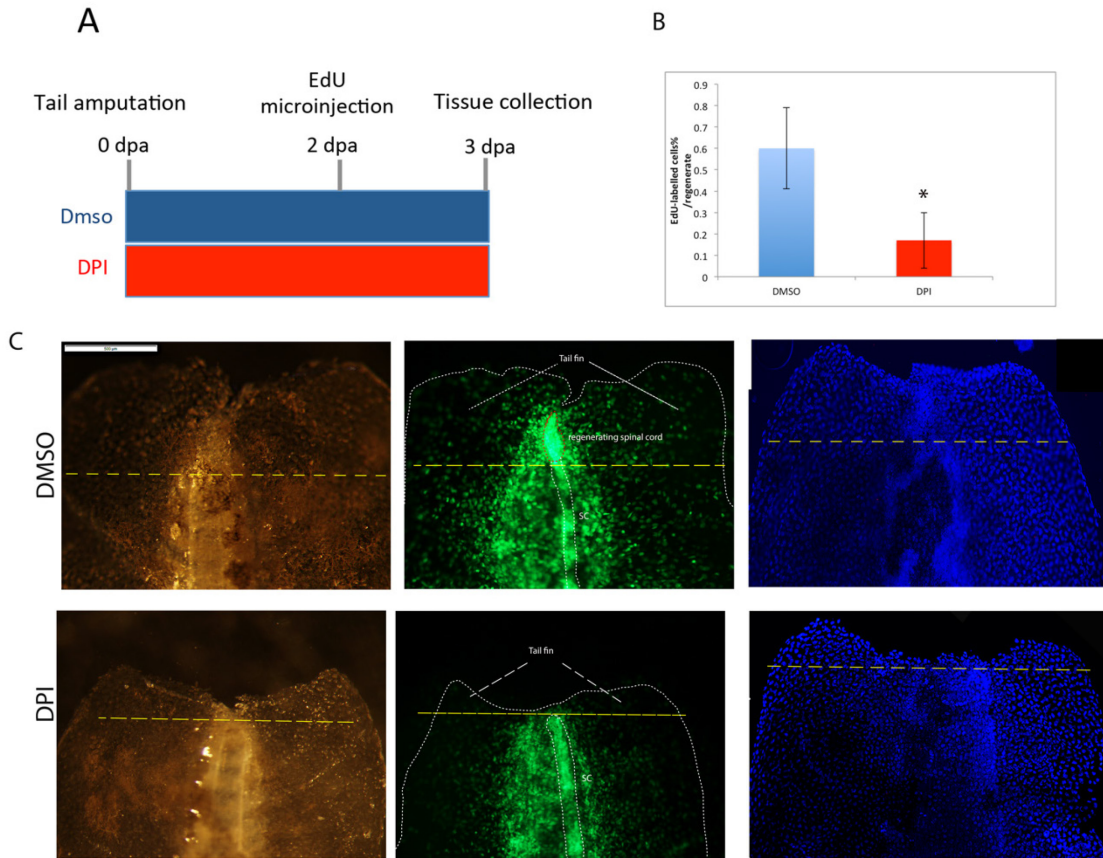 A
Tail amputation
EdU
microinjection
Tissue collection
0 dpa
2 dpa
3 dpa
Dmso
DPI
B
EdU-labelled cells%
/regenerate
0.9
0.8
0.7
0.6
0.5
0.4
0.3
0.2
0.1
0
*
DMSO
DPI
C
DMSO
Tail fin
regenerating spinal cord
SC
DPI
Tail fin
SC